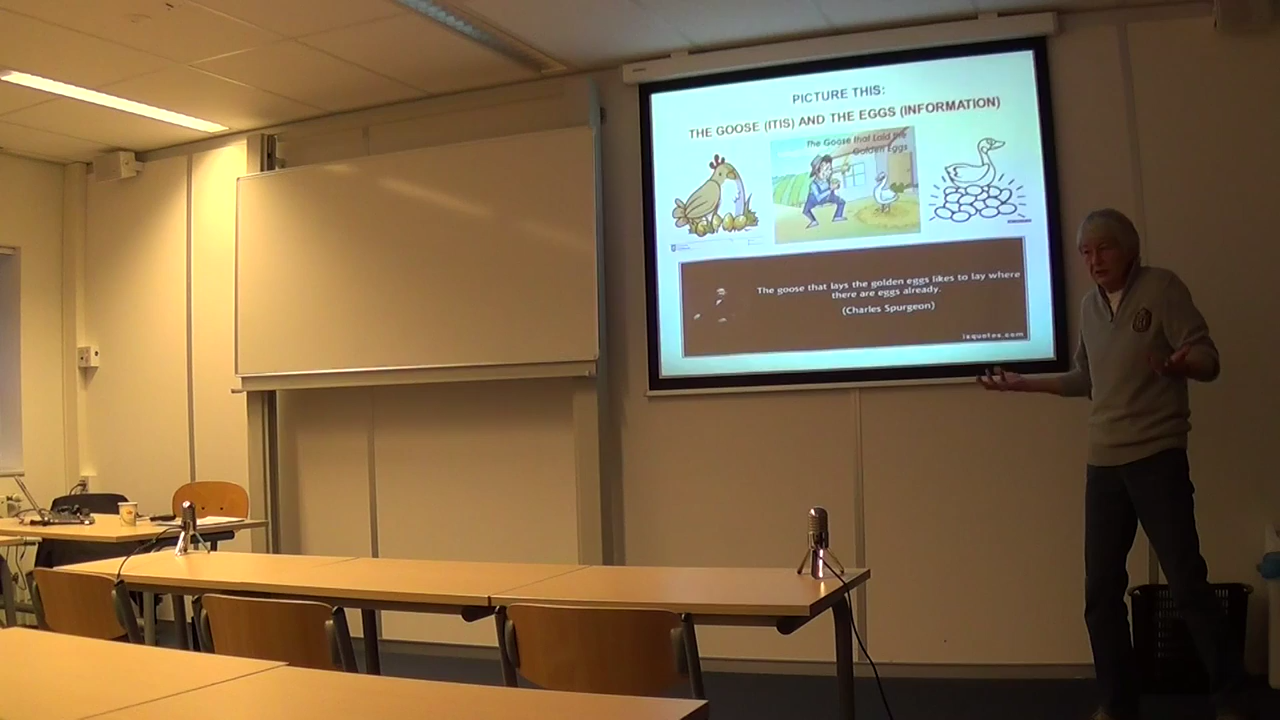 PICTURE THIS:
THE GOOSE (ITIS) AND THE EGGS (INFORMATION)
The Goose that Laid the
Golden Eggs
The goose that lays the golden eggs likes to lay where
there are eggs already.
(Charles Spurgeon)
izquotes.com